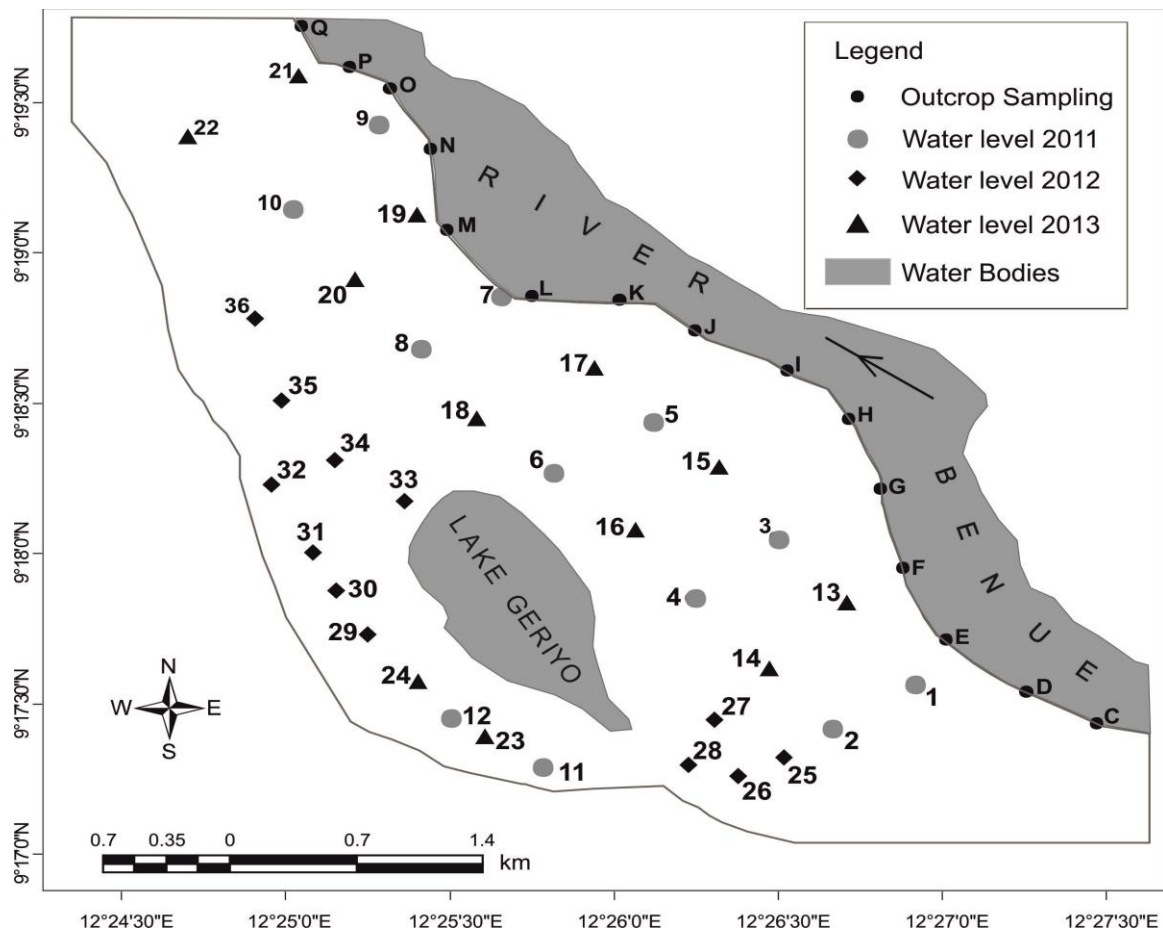 Legend
Outcrop Sampling
Water level 2011
Water level 2012
Water level 2013
Water Bodies
Q
P
O
21
9
22
N
10
19
M
RIVER
20
7
L
K
36
J
8
17
I
35
18
5
H
34
6
15
32
33
G
16
3
31
F
30
4
13
LAKE GERIYO
BENUE
29
E
24
14
1
D
27
C
12
2
23
28
25
11
26
N
W
E
S
0.7
0.35
0
0.7
1.4
km
9°19'30"N
9°19'0"N
9°18'30"N
9°18'0"N
9°17'30"N
9°17'0"N
12°24'30"E
12°25'0"E
12°25'30"E
12°26'0"E
12°26'30"E
12°27'0"E
12°27'30"E